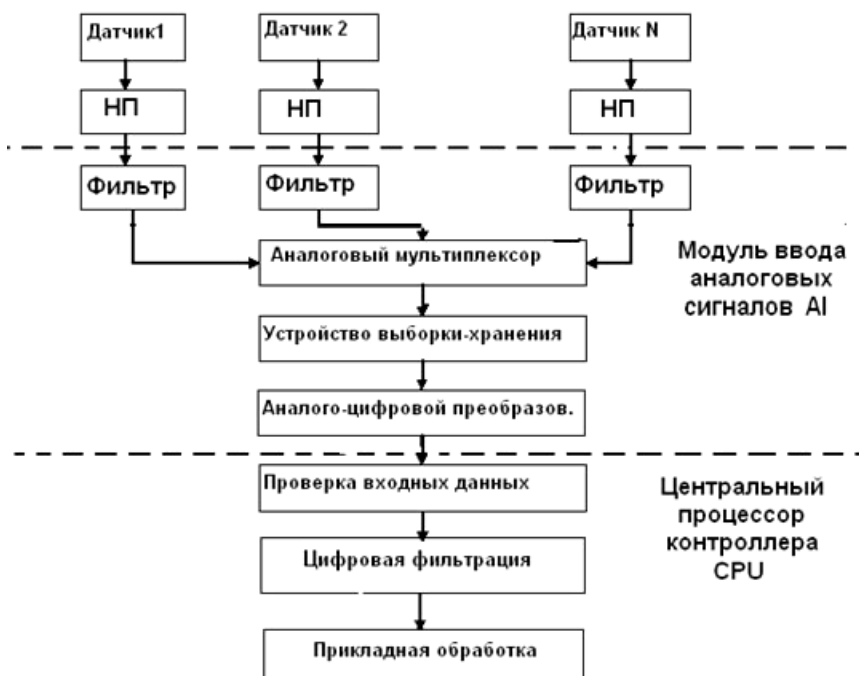 Датчик1
Датчик 2
Датчик N
НП
НП
НП
Фильтр
Фильтр
Фильтр
Аналоговый мультиплексор
Модуль ввода
аналоговых
сигналов AI
Устройство выборки-хранения
Аналого-цифровой преобразов.
Проверка входных данных
Центральный
процессор
контроллера
CPU
Цифровая фильтрация
Прикладная обработка